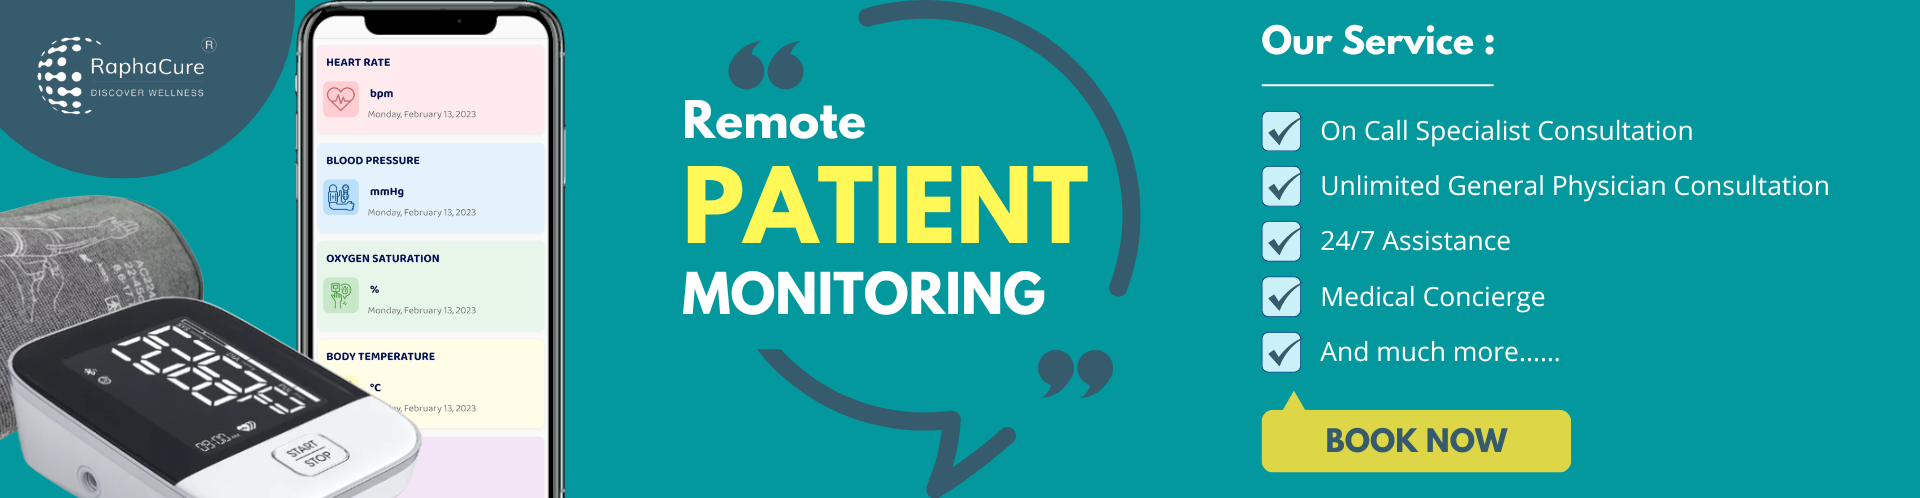 RaphaCure
®
DISCOVER WELLNESS
HEART RATE
bpm
Monday, February 13, 2023
BLOOD PRESSURE
mmHg
Monday, February 13, 2023
OXYGEN SATURATION
%
Monday, February 13, 2023
BODY TEMPERATURE
°C
February 13, 2023
START
STOP
“
Remote
PATIENT
MONITORING
”
Our Service :
On Call Specialist Consultation
Unlimited General Physician Consultation
24/7 Assistance
Medical Concierge
And much more......
BOOK NOW